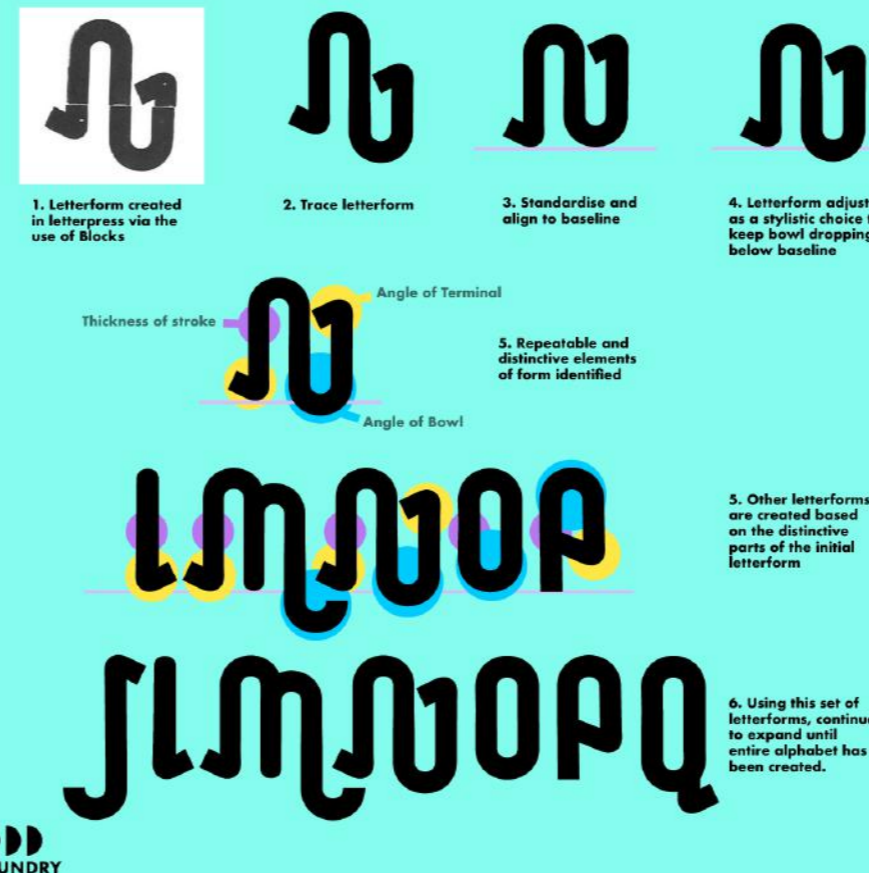 1. Letterform created
in letterpress via the
use of Blocks
2. Trace letterform
3. Standardise and
align to baseline
4. Letterform adjust
as a stylistic choice t
keep bowl dropping
below baseline
Thickness of stroke
Angle of Terminal
Angle of Bowl
5. Repeatable and
distinctive elements
of form identified
lmnop
5. Other letterforms
are created based
on the distinctive
parts of the initial
letterform
JLMNOPQ
6. Using this set of
letterforms, continue
to expand until
entire alphabet has
been created.
UNDRY